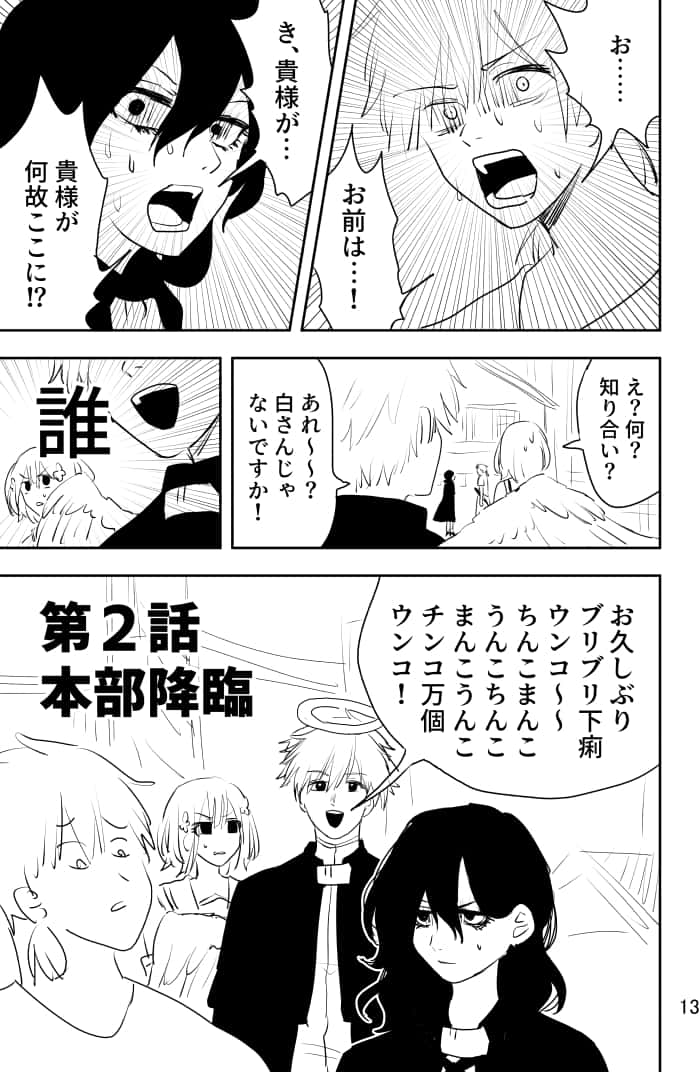 お……
お前は…！
き、貴様が…
貴様が
何故ここに!?
え？何？
知り合い？
あれ～～？
白さんじゃ
ないですか！
誰
お久しぶり
ブリブリ下痢
ウンコ～～
ちんこまんこ
うんこちんこ
まんこうんこ
チンコ万個
ウンコ！
第２話
本部降臨
13